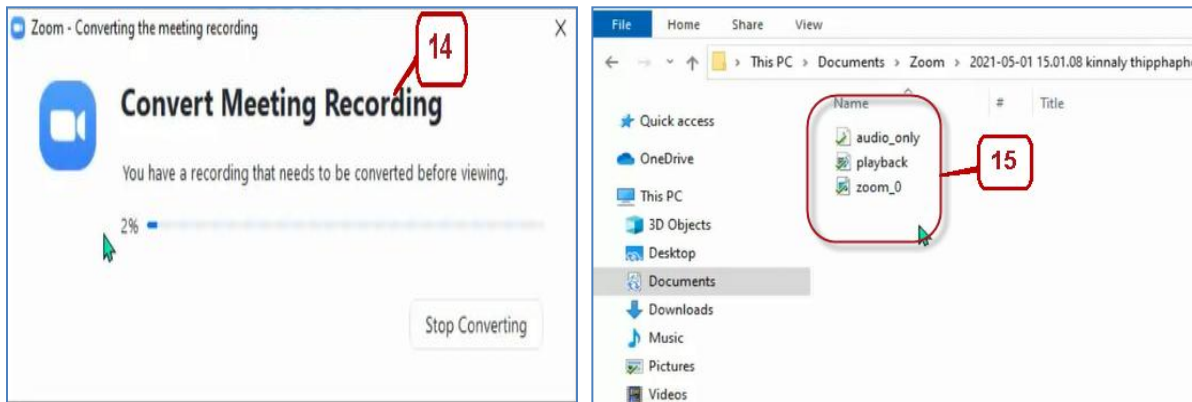 Zoom - Converting the meeting recording
X
14
Convert Meeting Recording
You have a recording that needs to be converted before viewing.
2%
Stop Converting
File Home Share View
This PC > Documents > Zoom > 2021-05-01 15.01.08 kinnaly
Name # Title
Quick access
OneDrive
This PC
3D Objects
Desktop
Documents
Downloads
Music
Pictures
Videos
audio_only
playback
zoom_0
15